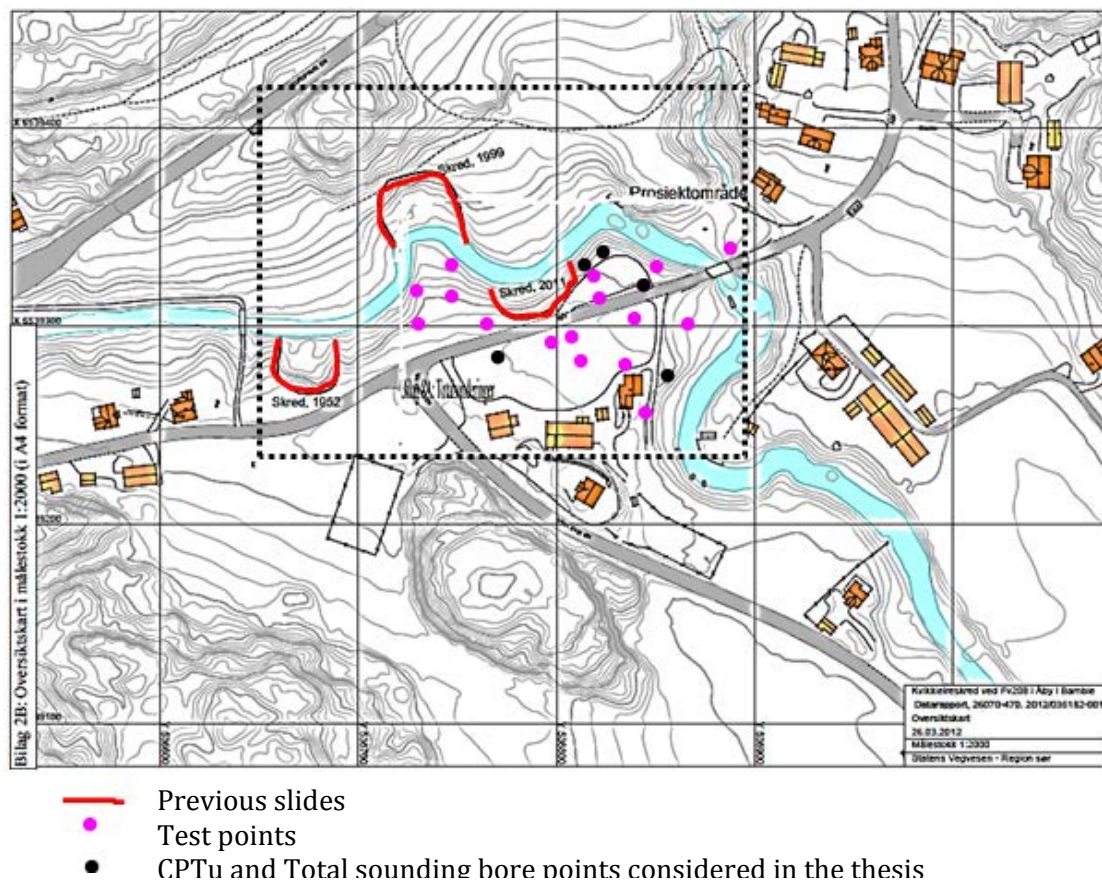 Bilag 2B: Oversiktskart i målestokk 1:2000 (i A4 format)
Skred, 1999
Prosjektområde
Skred, 2011
Skred, 1952
Kvikkleireskred ved Fv208 i Åby i Bamble
Datarapport, 26070-470, 2012/036182-001
Oversiktskart
26.03.2012
Målestokk 1:2000
Statens Vegvesen - Region sør
Previous slides
Test points
CPTu and Total sounding bore points considered in the thesis